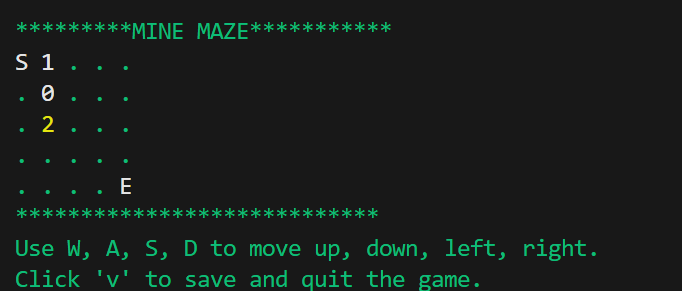 *********MINE MAZE***********
S 1 . . .
. 0 . . .
. 2 . . .
. . . . .
. . . . E
****************************
Use W, A, S, D to move up, down, left, right.
Click 'v' to save and quit the game.